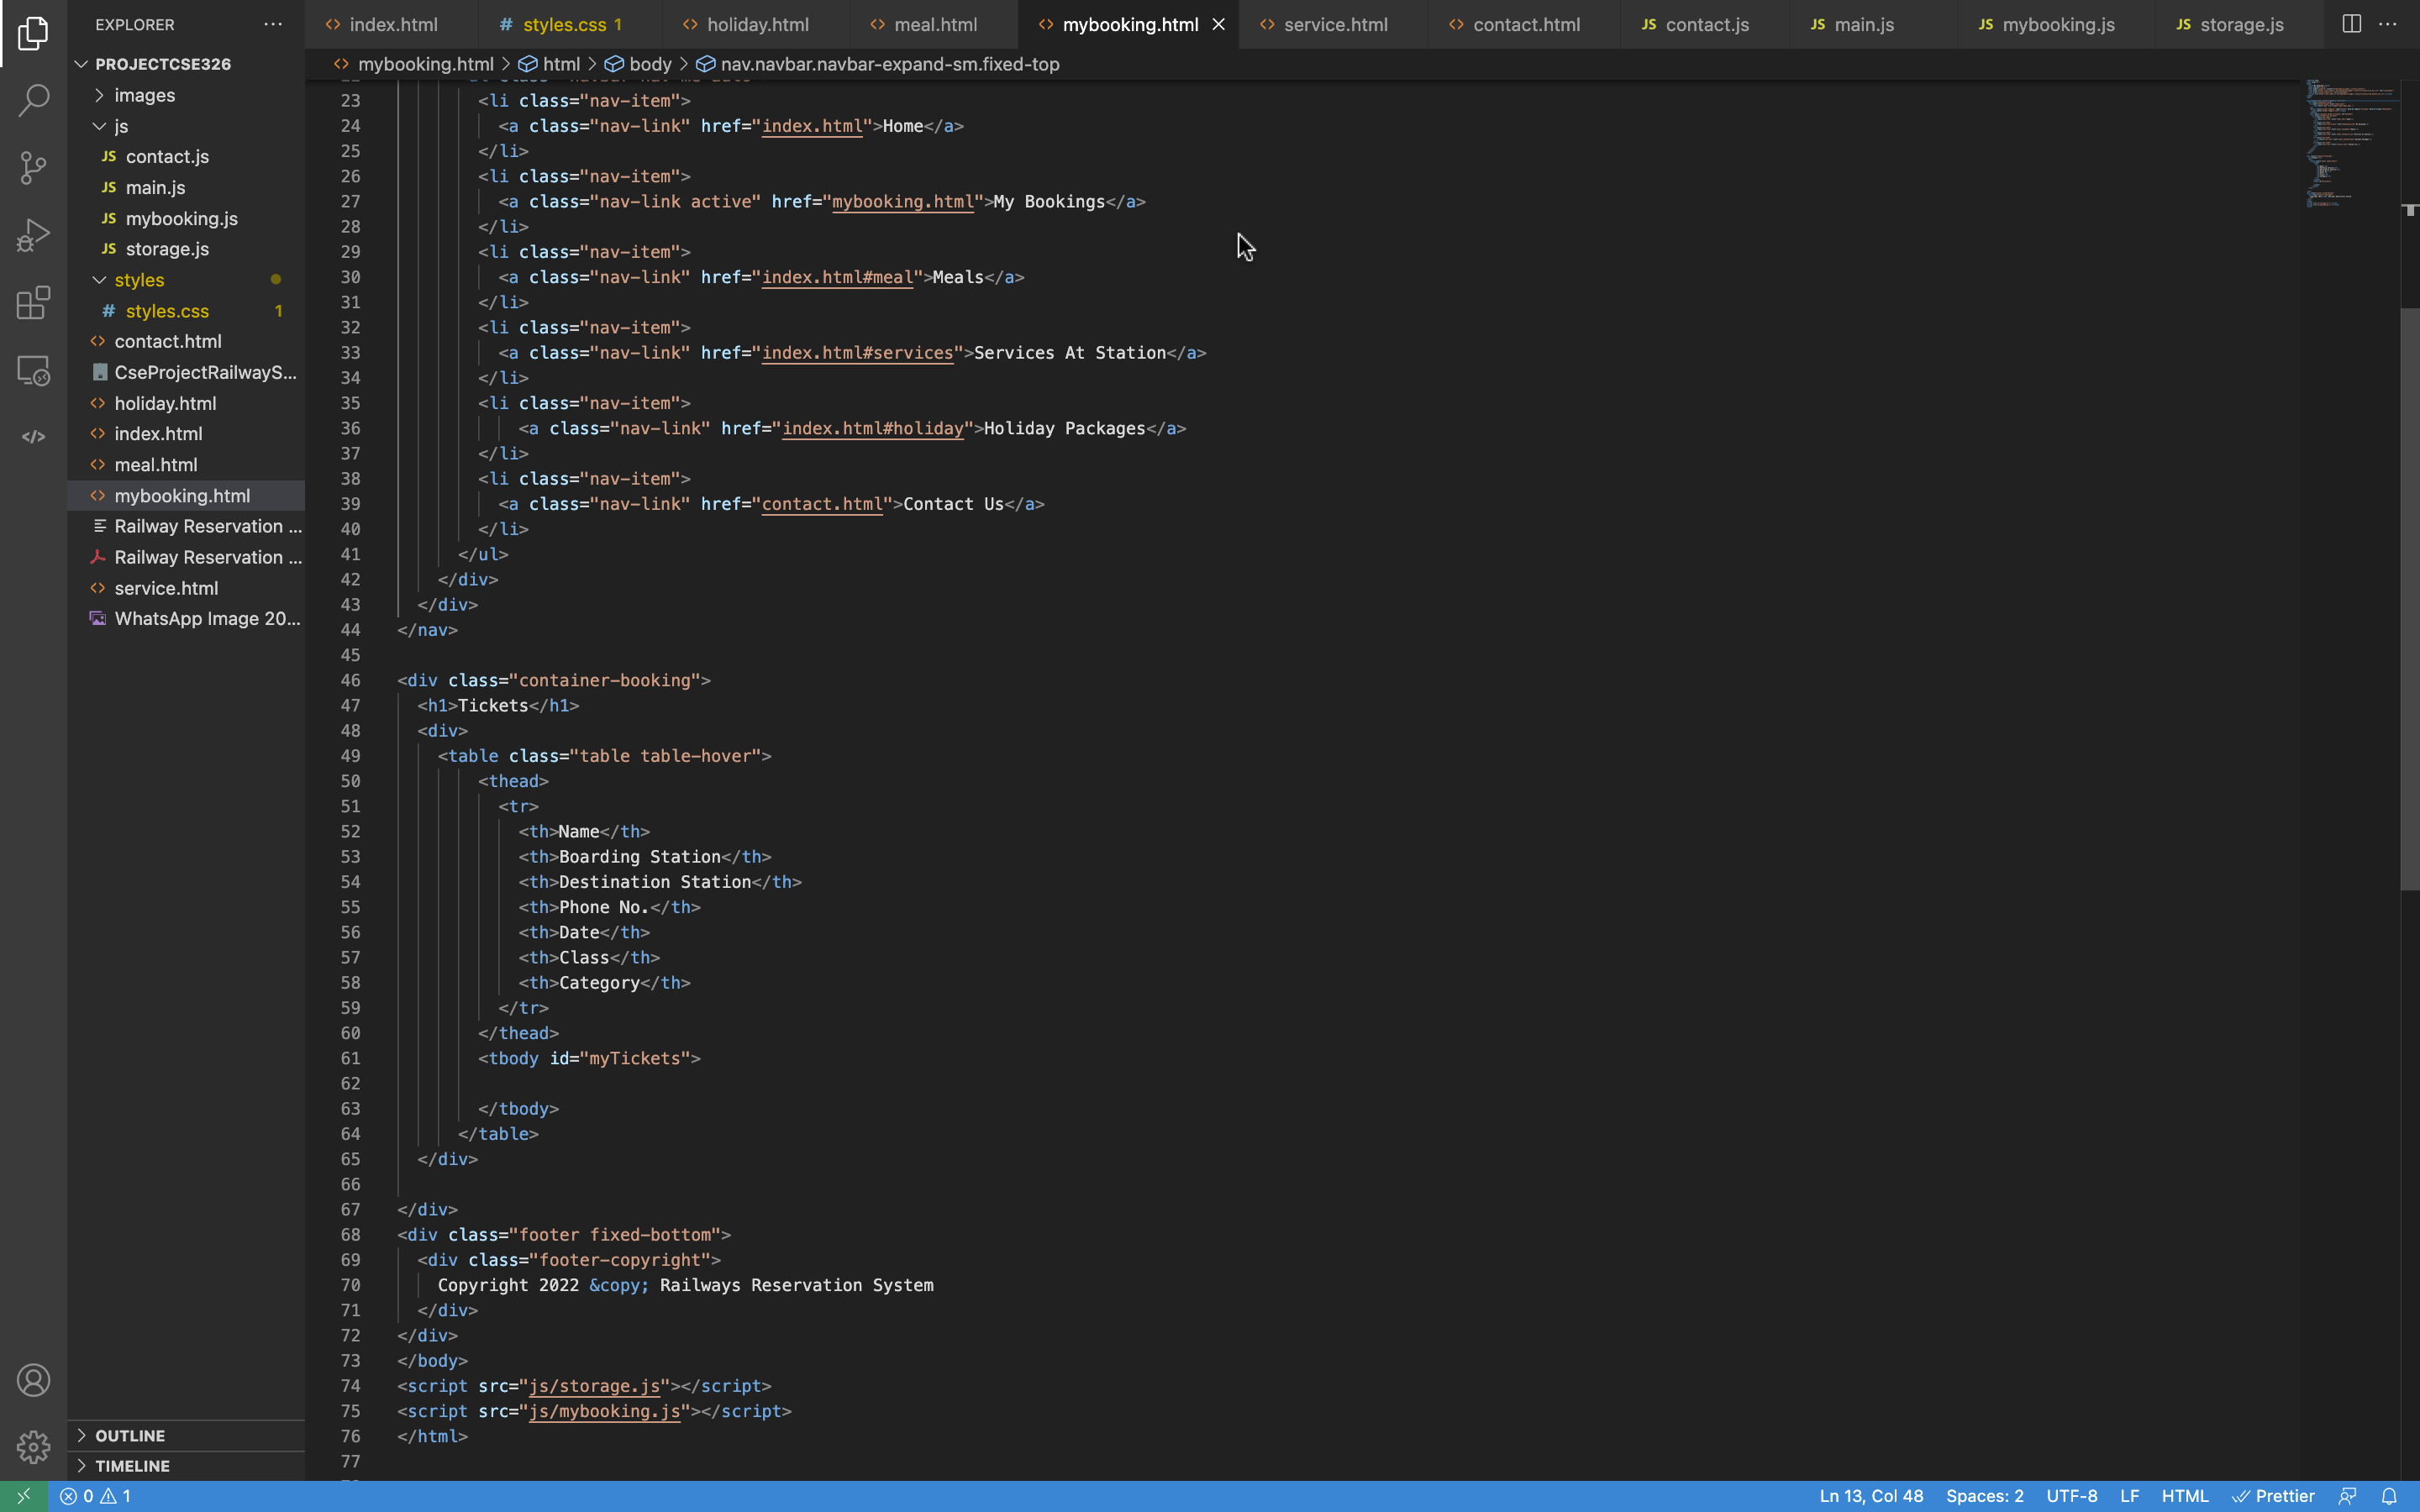 EXPLORER
index.html
styles.css 1
holiday.html
meal.html
mybooking.html
service.html
contact.html
JS contact.js
JS main.js
JS mybooking.js
JS storage.js
PROJECTCSE326
images
js
JS contact.js
JS main.js
JS mybooking.js
JS storage.js
styles
# styles.css 1
contact.html
CseProjectRailwayS...
holiday.html
index.html
meal.html
mybooking.html
Railway Reservation ...
Railway Reservation ...
service.html
WhatsApp Image 20...
OUTLINE
TIMELINE
mybooking.html > html > body > nav.navbar.navbar-expand-sm.fixed-top
23 <li class="nav-item">
24 <a class="nav-link" href="index.html">Home</a>
25 </li>
26 <li class="nav-item">
27 <a class="nav-link active" href="mybooking.html">My Bookings</a>
28 </li>
29 <li class="nav-item">
30 <a class="nav-link" href="index.html#meal">Meals</a>
31 </li>
32 <li class="nav-item">
33 <a class="nav-link" href="index.html#services">Services At Station</a>
34 </li>
35 <li class="nav-item">
36 <a class="nav-link" href="index.html#holiday">Holiday Packages</a>
37 </li>
38 <li class="nav-item">
39 <a class="nav-link" href="contact.html">Contact Us</a>
40 </li>
41 </ul>
42 </div>
43 </div>
44 </nav>
45
46 <div class="container-booking">
47 <h1>Tickets</h1>
48 <div>
49 <table class="table table-hover">
50 <thead>
51 <tr>
52 <th>Name</th>
53 <th>Boarding Station</th>
54 <th>Destination Station</th>
55 <th>Phone No.</th>
56 <th>Date</th>
57 <th>Class</th>
58 <th>Category</th>
59 </tr>
60 </thead>
61 <tbody id="myTickets">
62
63 </tbody>
64 </table>
65 </div>
66
67 </div>
68 <div class="footer fixed-bottom">
69 <div class="footer-copyright">
70 Copyright 2022 &copy; Railways Reservation System
71 </div>
72 </div>
73 </body>
74 <script src="js/storage.js"></script>
75 <script src="js/mybooking.js"></script>
76 </html>
77
0 1
Ln 13, Col 48
Spaces: 2
UTF-8
LF
HTML
Prettier